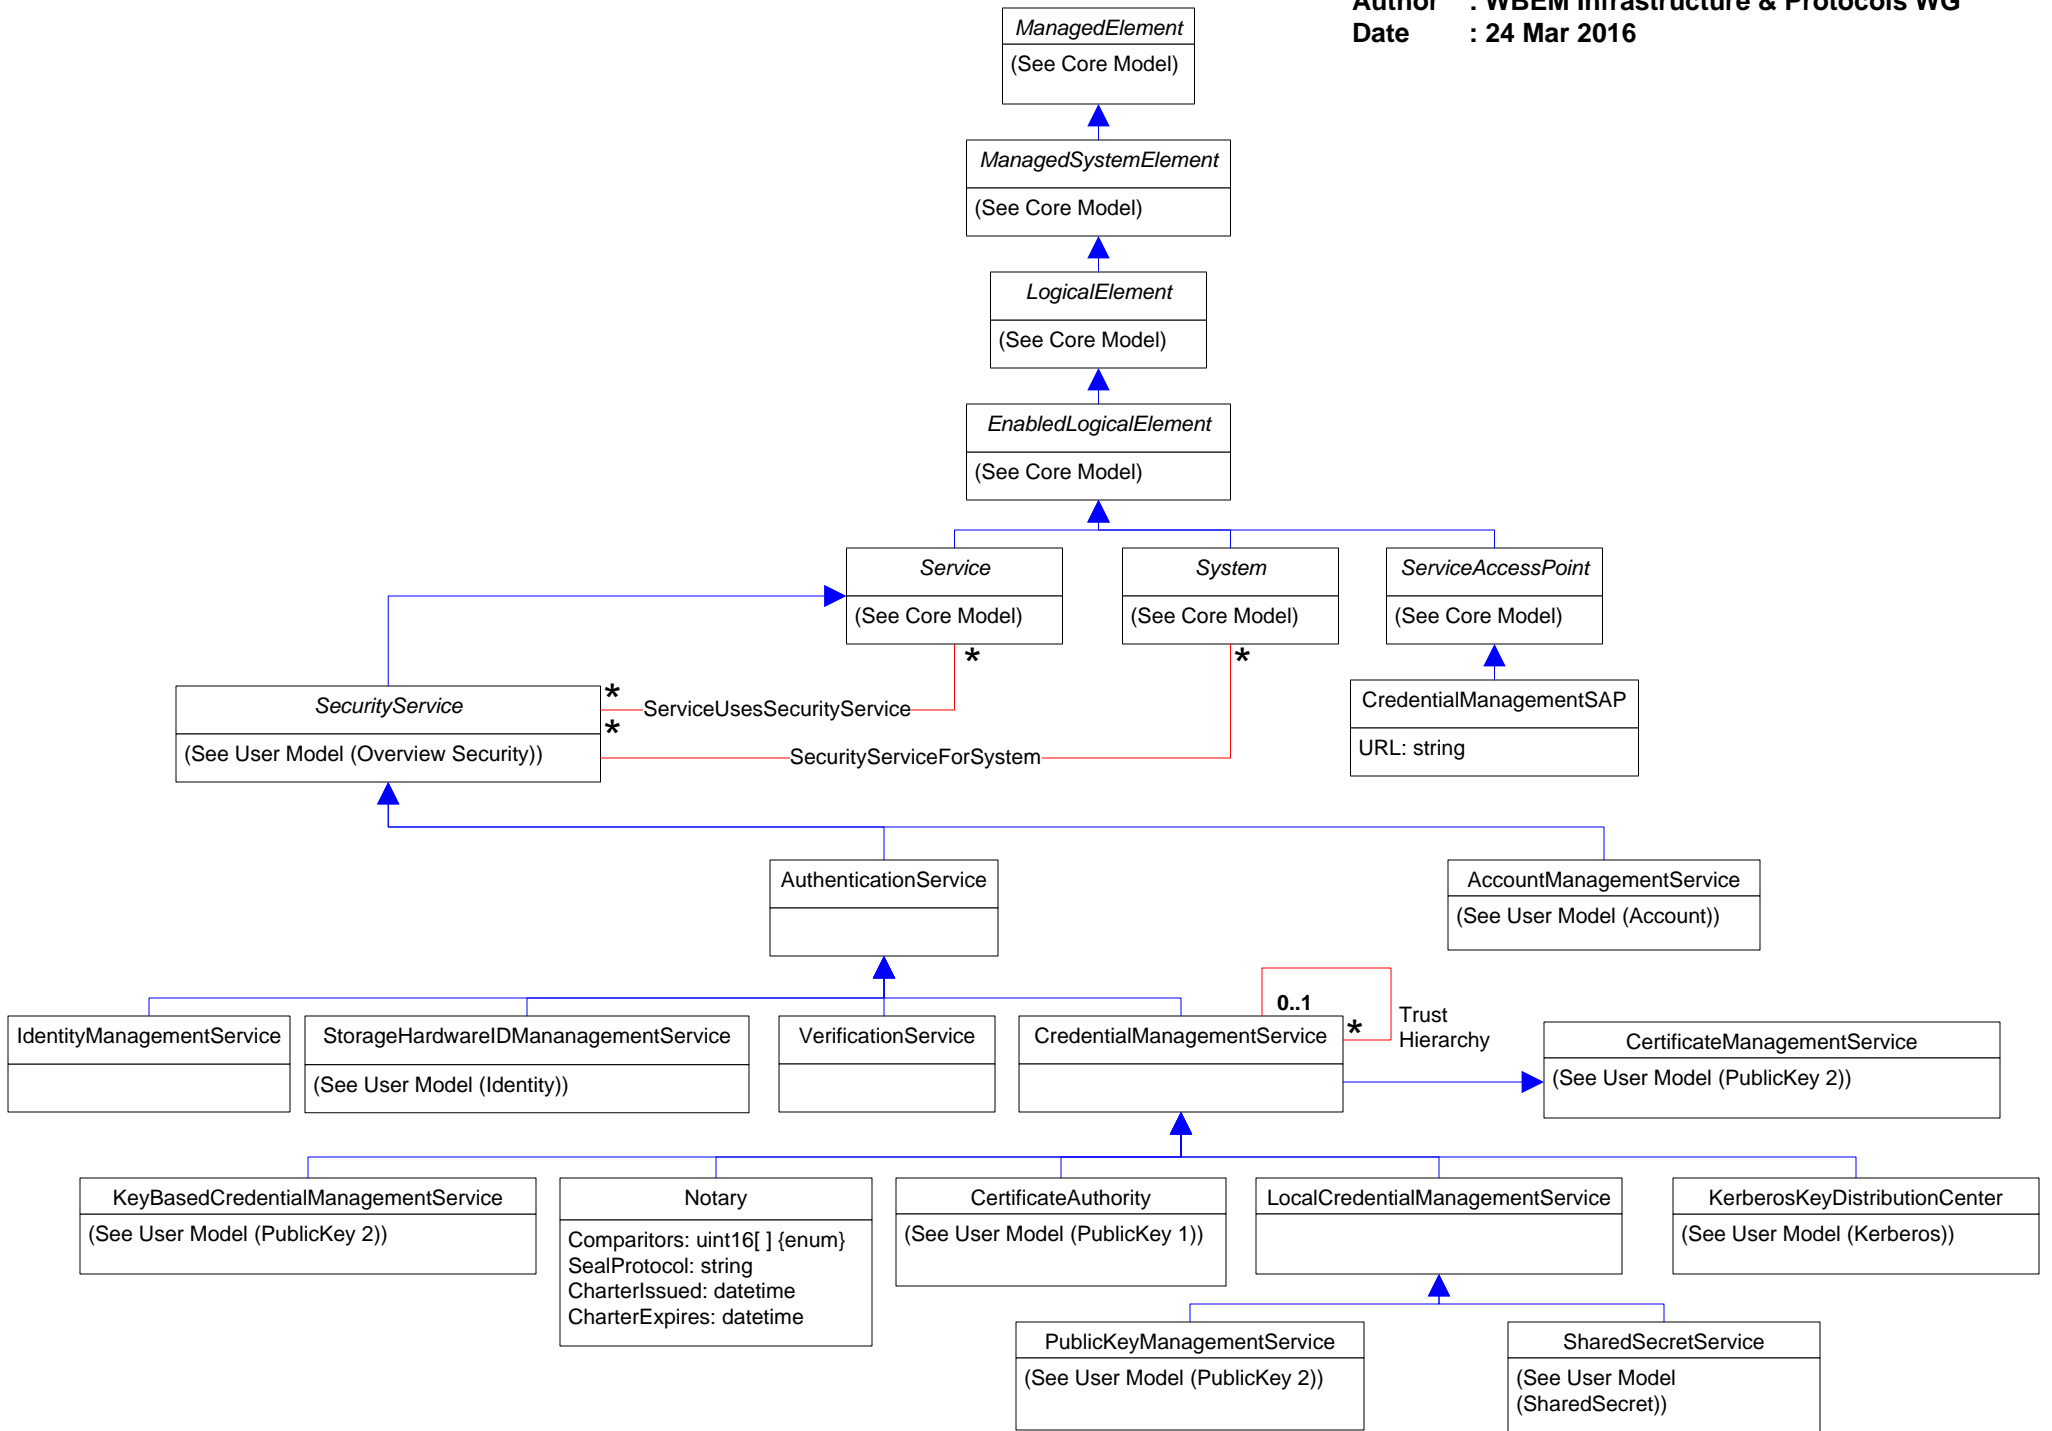 Author : WBEM Infrastructure & Protocols WG
Date : 24 Mar 2016
ManagedElement
(See Core Model)
ManagedSystemElement
(See Core Model)
LogicalElement
(See Core Model)
EnabledLogicalElement
(See Core Model)
Service
(See Core Model)
*
System
(See Core Model)
*
ServiceAccessPoint
(See Core Model)
SecurityService
(See User Model (Overview Security))
*
ServiceUsesSecurityService
*
SecurityServiceForSystem
CredentialManagementSAP
URL: string
AuthenticationService
AccountManagementService
(See User Model (Account))
IdentityManagementService
StorageHardwareIDMananagementService
(See User Model (Identity))
VerificationService
CredentialManagementService
0..1
*
Trust
Hierarchy
CertificateManagementService
(See User Model (PublicKey 2))
KeyBasedCredentialManagementService
(See User Model (PublicKey 2))
Notary
Comparitors: uint16[ ] {enum}
SealProtocol: string
CharterIssued: datetime
CharterExpires: datetime
CertificateAuthority
(See User Model (PublicKey 1))
LocalCredentialManagementService
KerberosKeyDistributionCenter
(See User Model (Kerberos))
PublicKeyManagementService
(See User Model (PublicKey 2))
SharedSecretService
(See User Model
(SharedSecret))